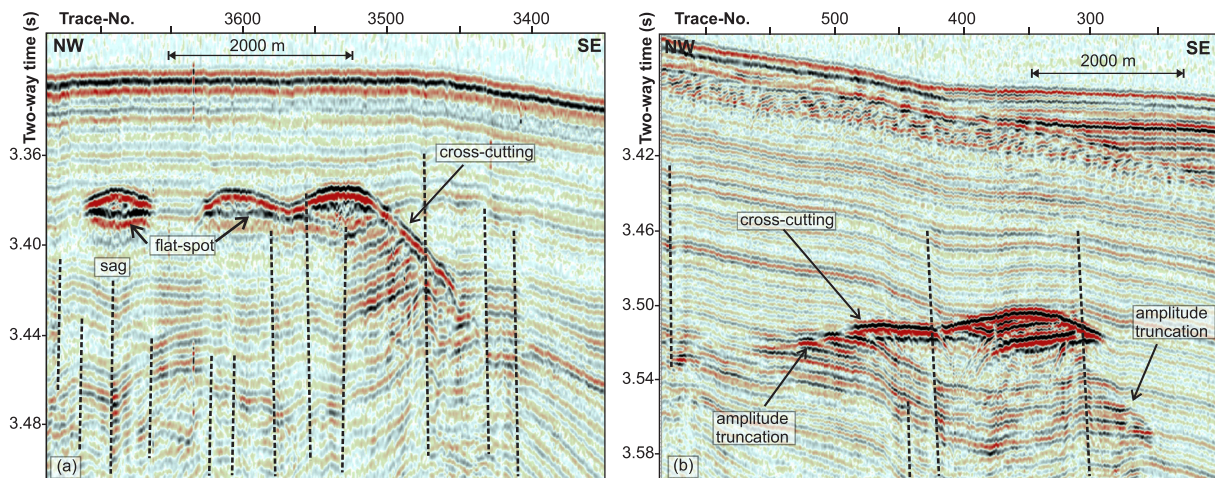 Trace-No. 3600 3500 3400
NW 2000 m SE
Two-way time (s)
3.36
3.40
3.44
3.48
cross-cutting
flat-spot
sag
(a)
Trace-No. 500 400 300
NW SE
2000 m
Two-way time (s)
3.42
3.46
3.50
3.54
3.58
cross-cutting
amplitude
truncation
amplitude
truncation
(b)